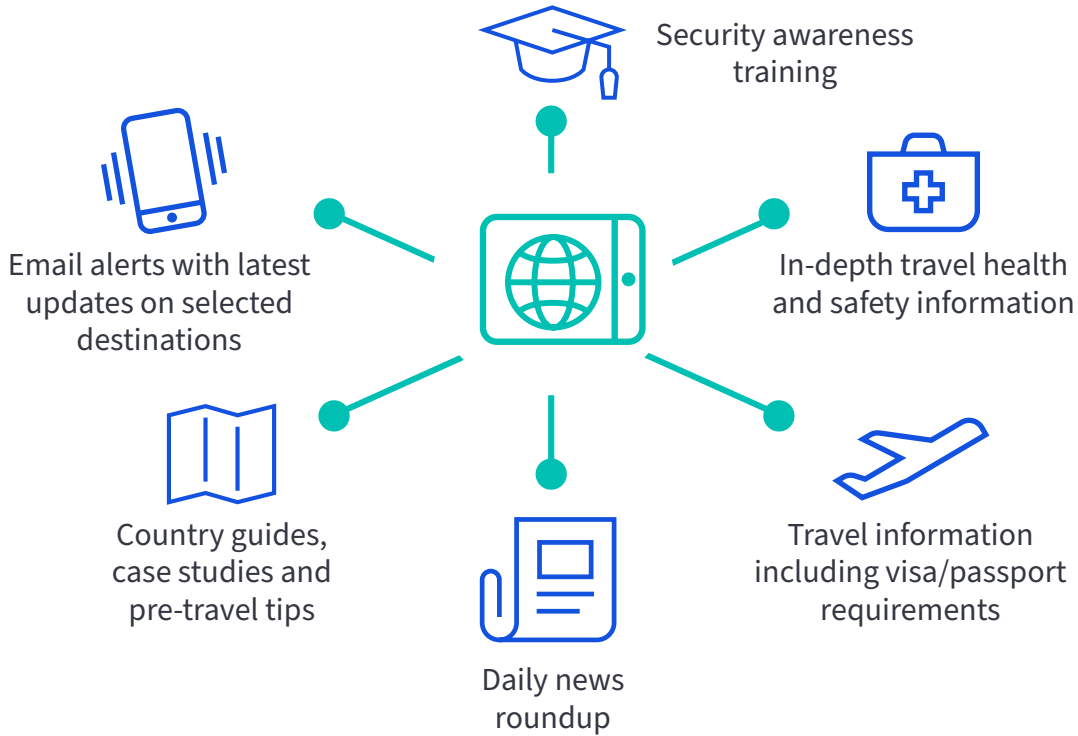 Security awareness
training
Email alerts with latest
updates on selected
destinations
In-depth travel health
and safety information
Country guides,
case studies and
pre-travel tips
Travel information
including visa/passport
requirements
Daily news
roundup